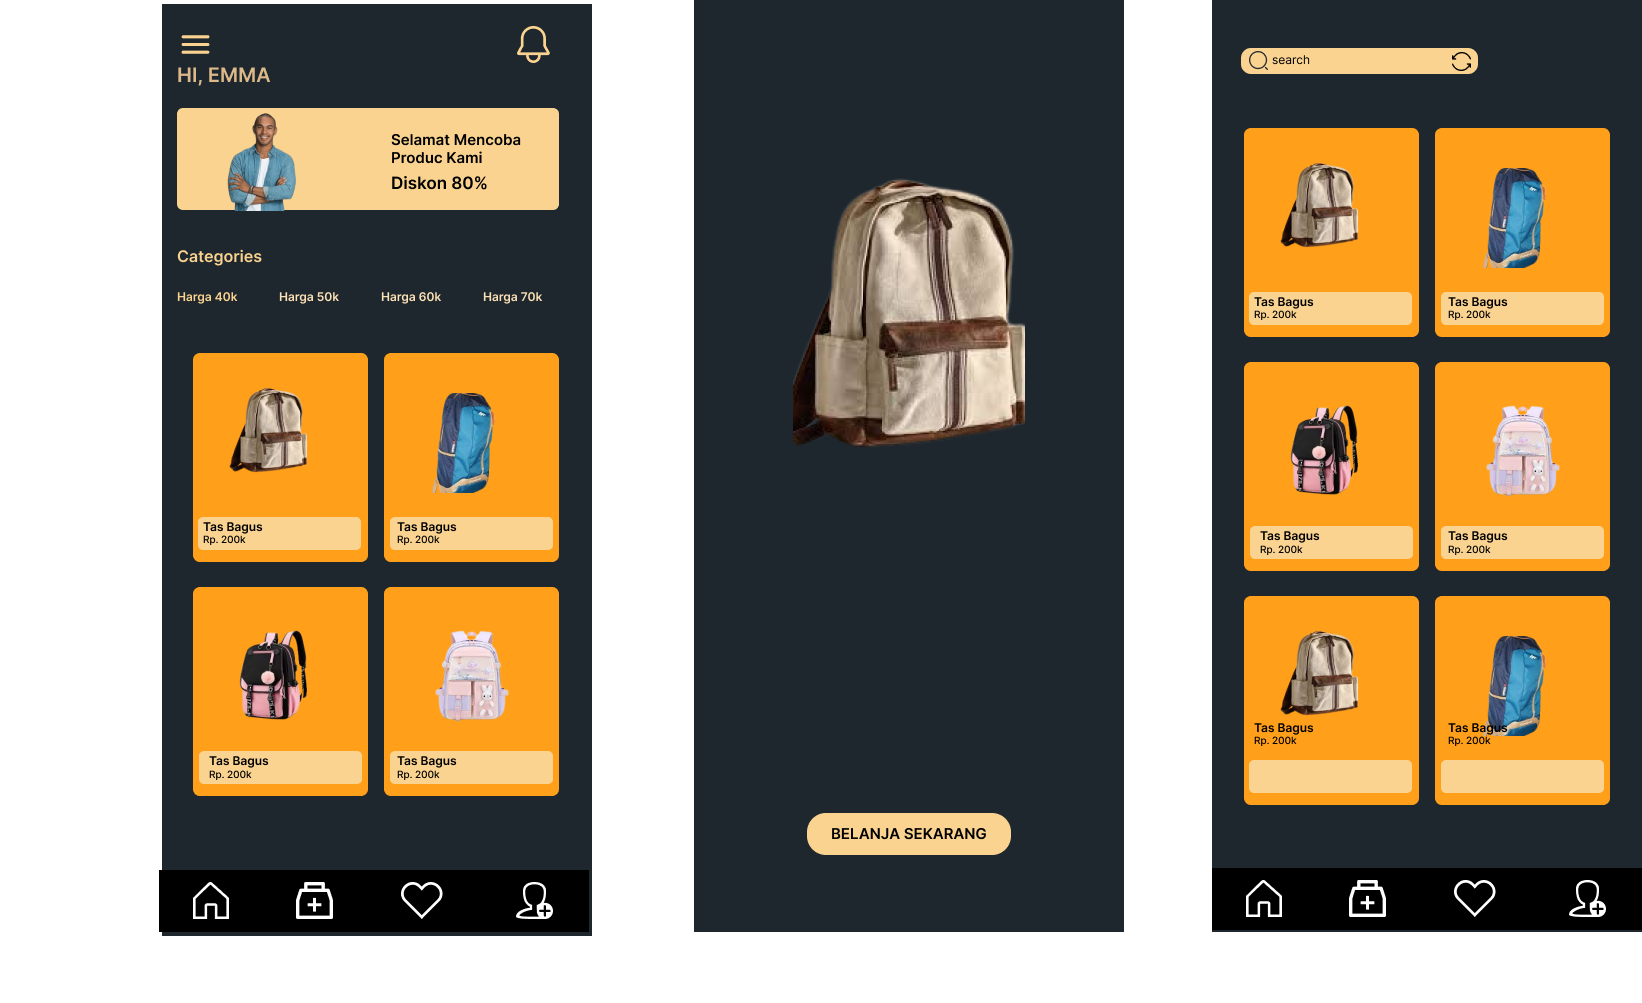 HI, EMMA
Selamat Mencoba
Produc Kami
Diskon 80%
Categories
Harga 40k
Harga 50k
Harga 60k
Harga 70k
Tas Bagus
Rp. 200k
Tas Bagus
Rp. 200k
Tas Bagus
Rp. 200k
Tas Bagus
Rp. 200k
BELANJA SEKARANG
search
Tas Bagus
Rp. 200k
Tas Bagus
Rp. 200k
Tas Bagus
Rp. 200k
Tas Bagus
Rp. 200k
Tas Bagus
Rp. 200k
Tas Bagus
Rp. 200k